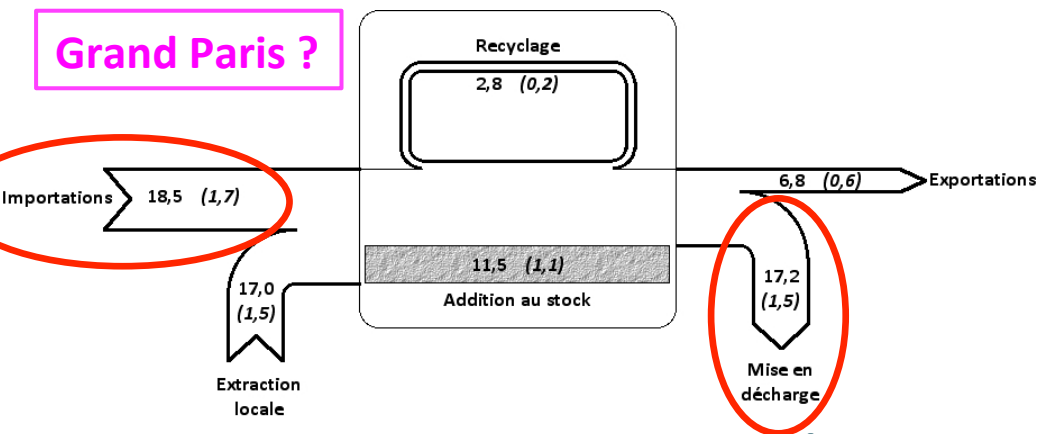 Grand Paris ?
Recyclage
2,8 (0,2)
Importations
18,5 (1,7)
6,8 (0,6)
Exportations
11,5 (1,1)
Addition au stock
17,0
(1,5)
17,2
(1,5)
Extraction
locale
Mise en
décharge